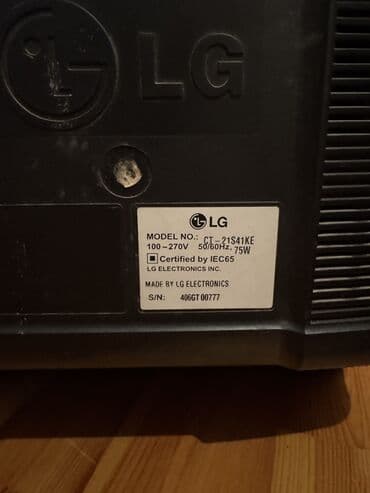 LG
LG
MODEL NO.: CT-21S41KE
100~270V 50/60Hz, 75W
Certified by IEC65
LG ELECTRONICS INC.
MADE BY LG ELECTRONICS
S/N: 406GT00777